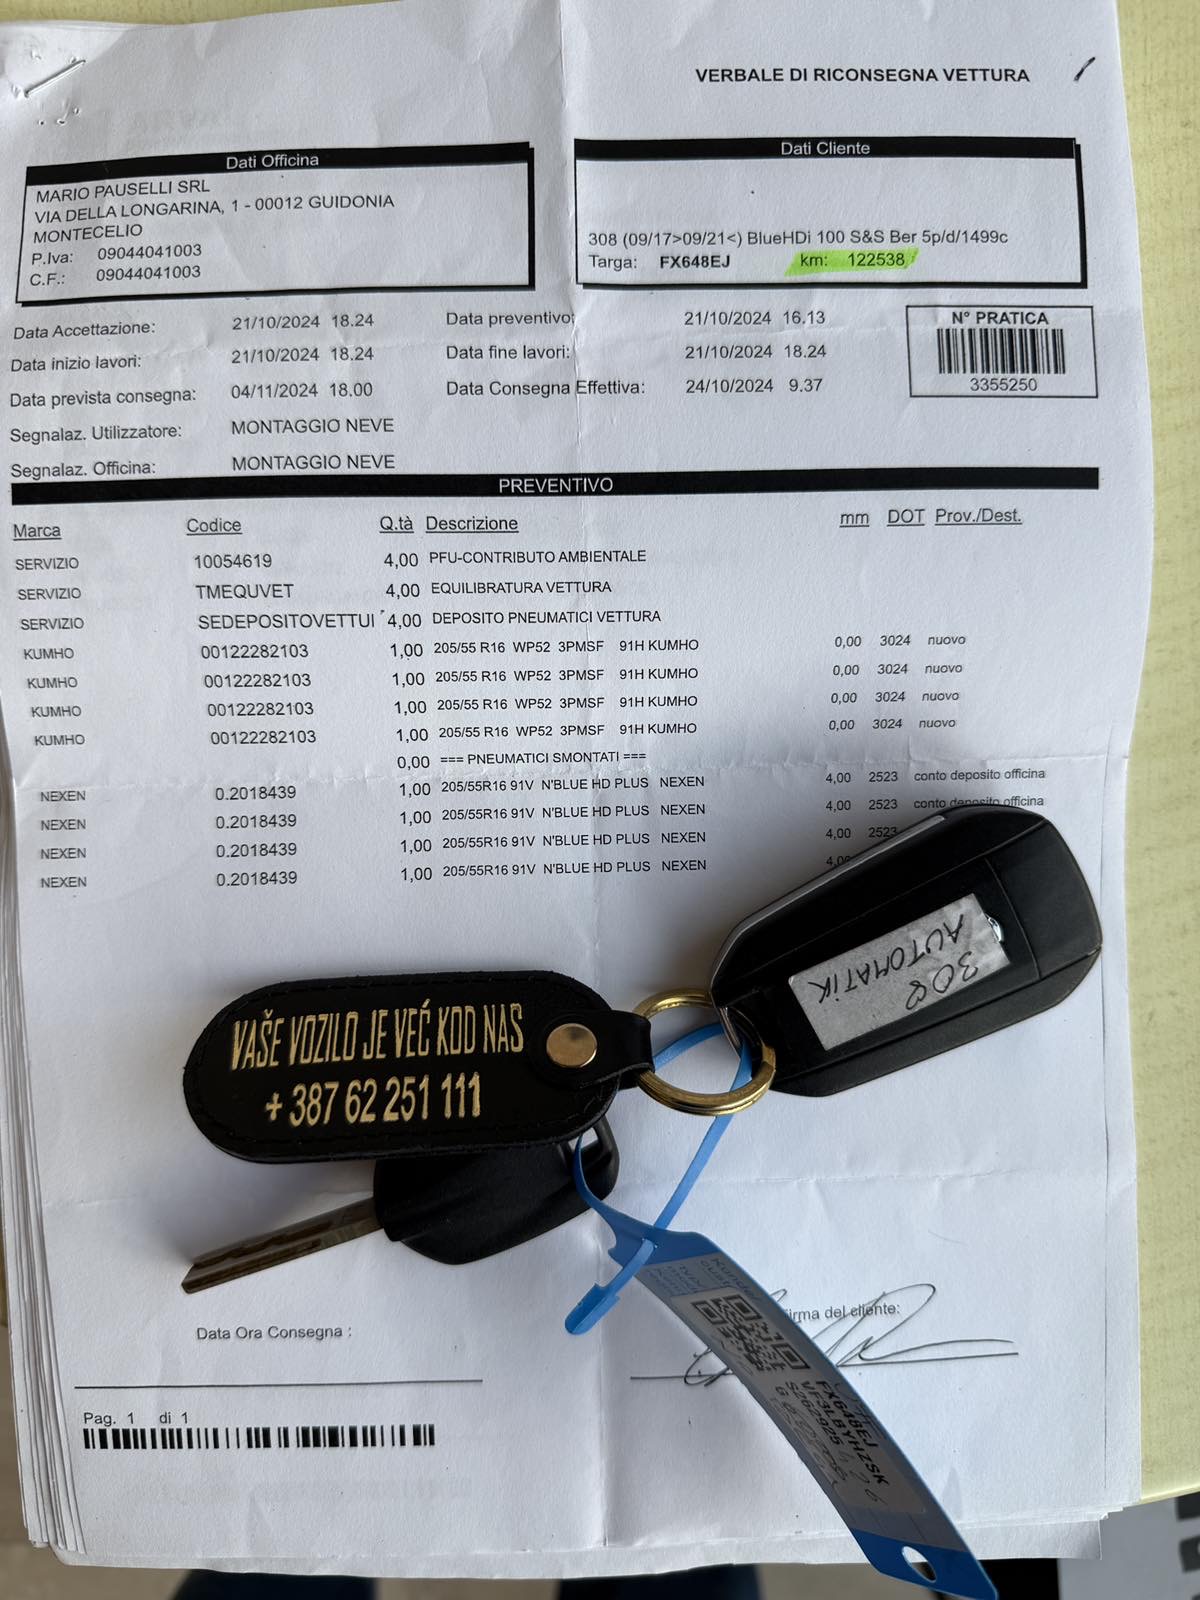 VERBALE DI RICONSEGNA VETTURA
Dati Officina
MARIO PAUSELLI SRL
VIA DELLA LONGARINA, 1 - 00012 GUIDONIA
MONTECELIO
P.Iva: 09044041003
C.F.: 09044041003
Dati Cliente
308 (09/17>09/21<) BlueHDi 100 S&S Ber 5p/d/1499c
Targa: FX648EJ km: 122538
Data Accettazione: 21/10/2024 18.24 Data preventivo: 21/10/2024 16.13
Data inizio lavori: 21/10/2024 18.24 Data fine lavori: 21/10/2024 18.24
Data prevista consegna: 04/11/2024 18.00 Data Consegna Effettiva: 24/10/2024 9.37
N° PRATICA
3355250
Segnalaz. Utilizzatore: MONTAGGIO NEVE
Segnalaz. Officina: MONTAGGIO NEVE
PREVENTIVO
Marca Codice Q.tà Descrizione mm DOT Prov./Dest.
SERVIZIO 10054619 4,00 PFU-CONTRIBUTO AMBIENTALE
SERVIZIO TMEQUVET 4,00 EQUILIBRATURA VETTURA
SERVIZIO SEDEPOSITOVETTUI 4,00 DEPOSITO PNEUMATICI VETTURA
KUMHO 00122282103 1,00 205/55 R16 WP52 3PMSF 91H KUMHO 0,00 3024 nuovo
KUMHO 00122282103 1,00 205/55 R16 WP52 3PMSF 91H KUMHO 0,00 3024 nuovo
KUMHO 00122282103 1,00 205/55 R16 WP52 3PMSF 91H KUMHO 0,00 3024 nuovo
KUMHO 00122282103 1,00 205/55 R16 WP52 3PMSF 91H KUMHO 0,00 3024 nuovo
0,00 === PNEUMATICI SMONTATI ===
NEXEN 0.2018439 1,00 205/55R16 91V N'BLUE HD PLUS NEXEN 4,00 2523 conto deposito officina
NEXEN 0.2018439 1,00 205/55R16 91V N'BLUE HD PLUS NEXEN 4,00 2523 conto deposito officina
NEXEN 0.2018439 1,00 205/55R16 91V N'BLUE HD PLUS NEXEN 4,00 2523
NEXEN 0.2018439 1,00 205/55R16 91V N'BLUE HD PLUS NEXEN 4,00
308
AUTOMATIK
VAŠE VOZILO JE VEĆ KOD NAS
+ 387 62 251 111
FX648EJ
VF3LBYHZSK
Data Ora Consegna :
irma del cliente:
Pag. 1 di 1